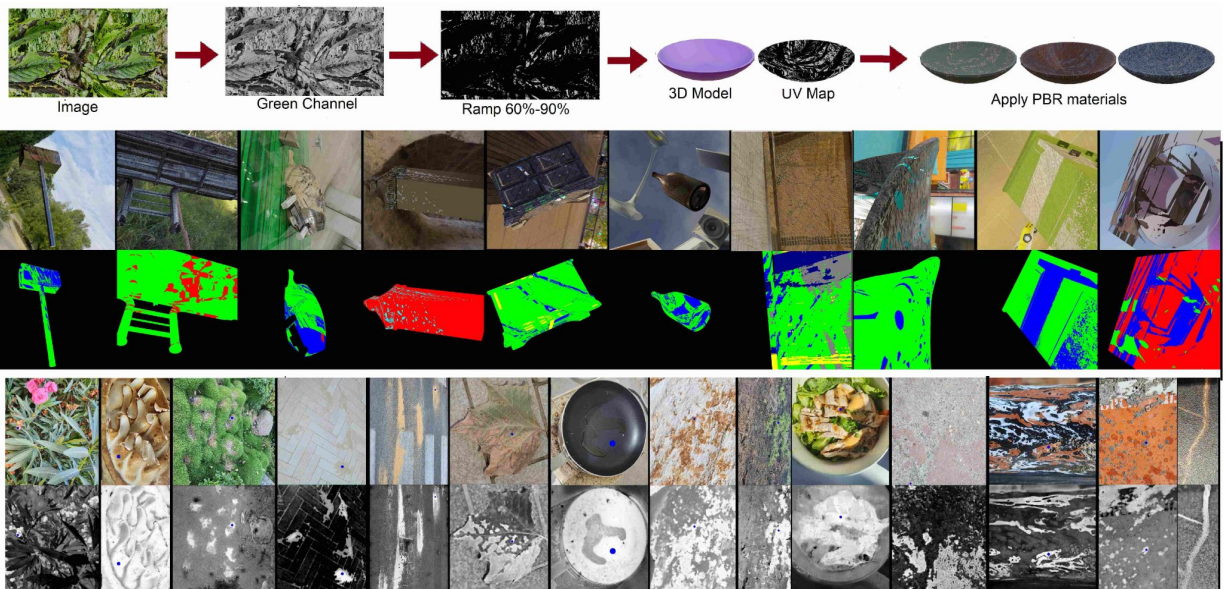 Image
Green Channel
Ramp 60%-90%
3D Model
UV Map
Apply PBR materials